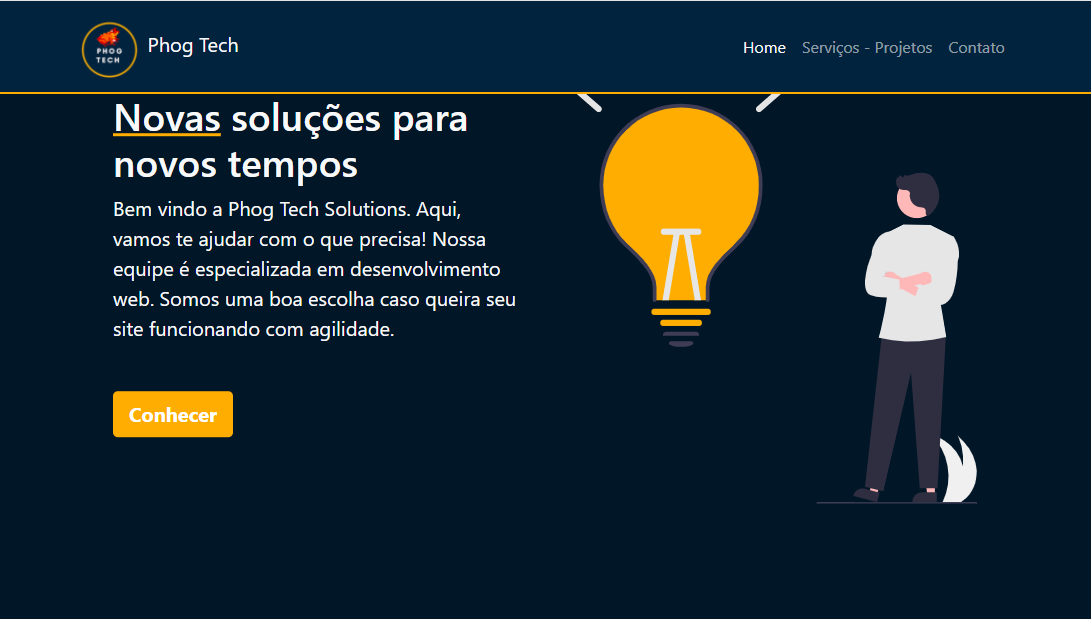 PHOG
TECH
Phog Tech
Home Serviços - Projetos Contato
Novas soluções para
novos tempos
Bem vindo a Phog Tech Solutions. Aqui,
vamos te ajudar com o que precisa! Nossa
equipe é especializada em desenvolvimento
web. Somos uma boa escolha caso queira seu
site funcionando com agilidade.
Conhecer